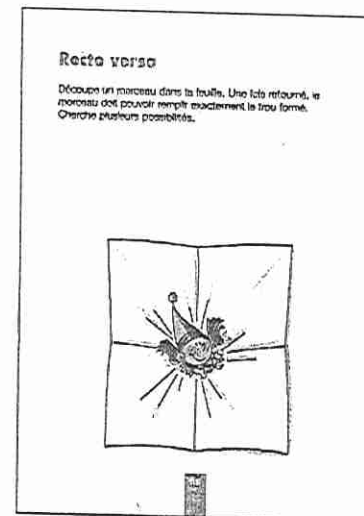 Recto verso
Découpe un morceau dans la feuille. Une fois retourné, le
morceau doit pouvoir remplir exactement le trou formé.
Cherche plusieurs possibilités.